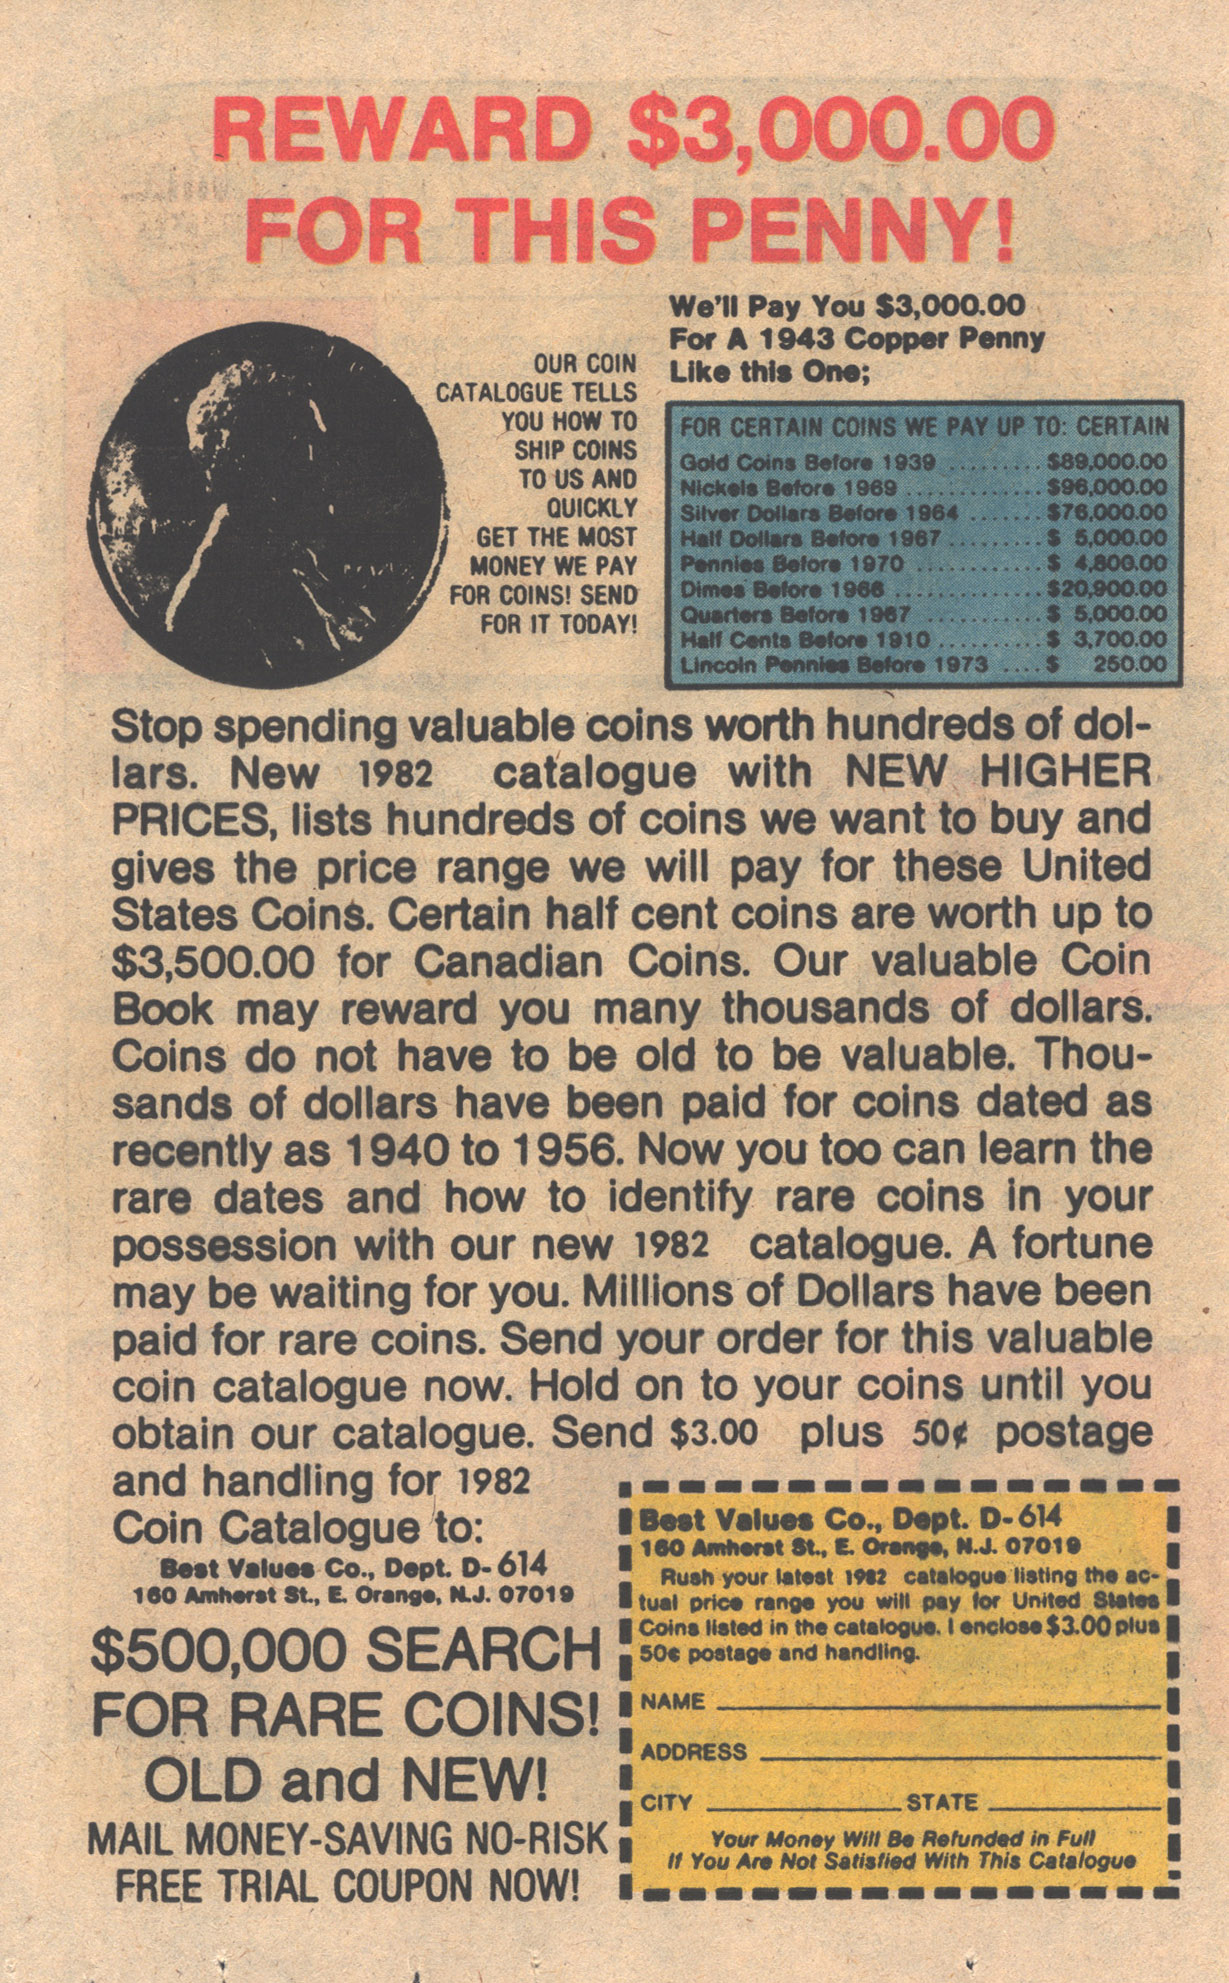 REWARD $3,000.00
FOR THIS PENNY!
We'll Pay You $3,000.00
For A 1943 Copper Penny
Like this One;
OUR COIN
CATALOGUE TELLS
YOU HOW TO
SHIP COINS
TO US AND
QUICKLY
GET THE MOST
MONEY WE PAY
FOR COINS! SEND
FOR IT TODAY!
FOR CERTAIN COINS WE PAY UP TO: CERTAIN
Gold Coins Before 1939 ......... $89,000.00
Nickels Before 1969 ............. $96,000.00
Silver Dollars Before 1964 ....... $76,000.00
Half Dollars Before 1967 ......... $ 5,000.00
Pennies Before 1970 ............ $ 4,800.00
Dimes Before 1966 .............. $20,900.00
Quarters Before 1967 ........... $ 5,000.00
Half Cents Before 1910 .......... $ 3,700.00
Lincoln Pennies Before 1973 .... $ 250.00
Stop spending valuable coins worth hundreds of dol-
lars. New 1982 catalogue with NEW HIGHER
PRICES, lists hundreds of coins we want to buy and
gives the price range we will pay for these United
States Coins. Certain half cent coins are worth up to
$3,500.00 for Canadian Coins. Our valuable Coin
Book may reward you many thousands of dollars.
Coins do not have to be old to be valuable. Thou-
sands of dollars have been paid for coins dated as
recently as 1940 to 1956. Now you too can learn the
rare dates and how to identify rare coins in your
possession with our new 1982 catalogue. A fortune
may be waiting for you. Millions of Dollars have been
paid for rare coins. Send your order for this valuable
coin catalogue now. Hold on to your coins until you
obtain our catalogue. Send $3.00 plus 50¢ postage
and handling for 1982
Coin Catalogue to:
Best Values Co., Dept. D-614
160 Amherst St., E. Orange, N.J. 07019
$500,000 SEARCH
FOR RARE COINS!
OLD and NEW!
MAIL MONEY-SAVING NO-RISK
FREE TRIAL COUPON NOW!
Best Values Co., Dept. D-614
160 Amherst St., E. Orange, N.J. 07019
Rush your latest 1982 catalogue listing the ac-
tual price range you will pay for United States
Coins listed in the catalogue. I enclose $3.00 plus
50¢ postage and handling.
NAME
ADDRESS
CITY STATE
Your Money Will Be Refunded in Full
If You Are Not Satisfied With This Catalogue